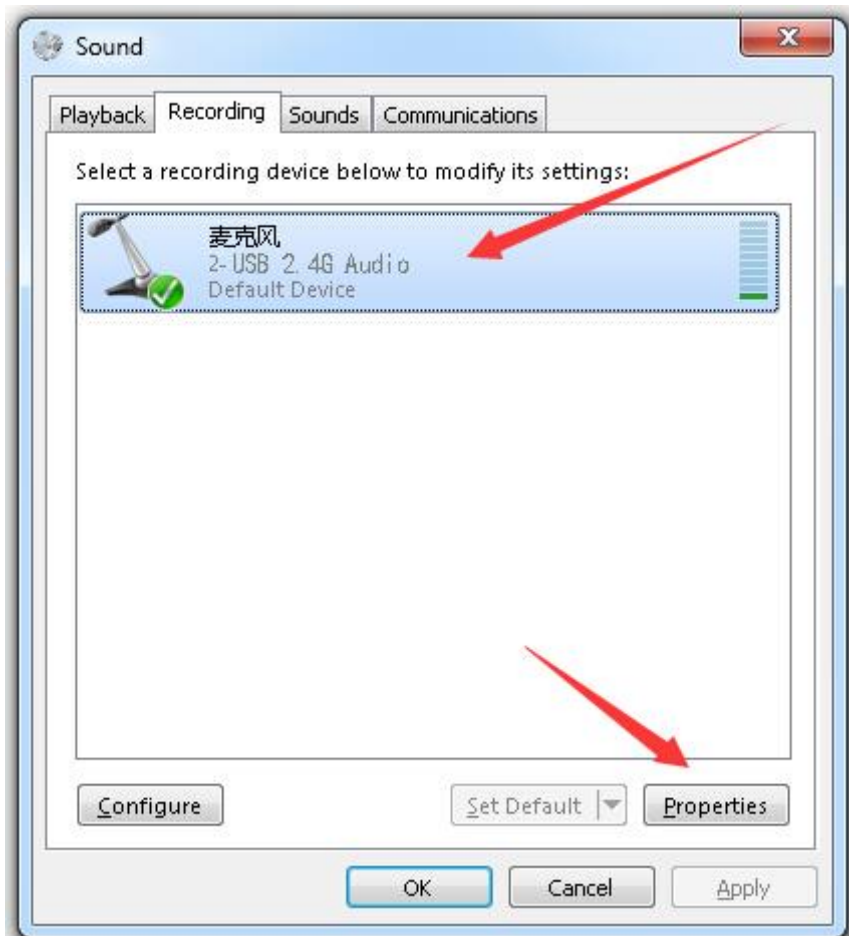 Sound
Playback Recording Sounds Communications
Select a recording device below to modify its settings:
麦克风
2- USB 2.4G Audio
Default Device
Configure Set Default Properties
OK Cancel Apply